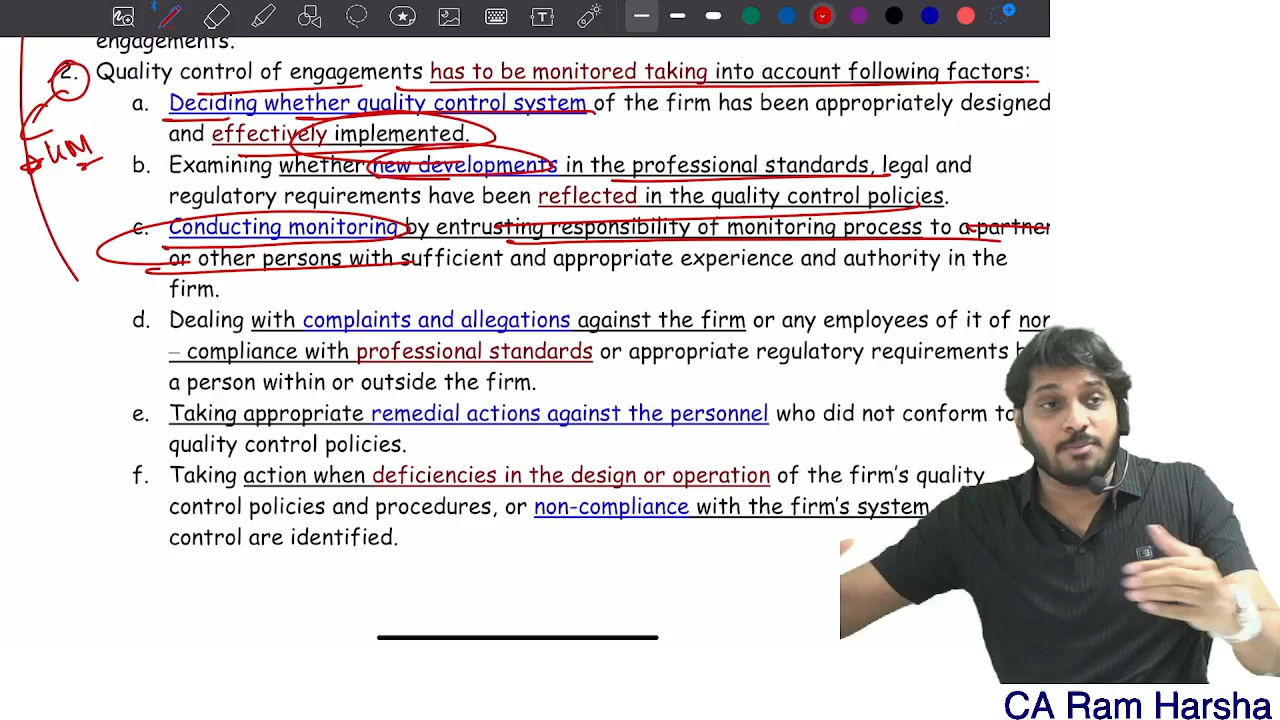 engagements.
2. Quality control of engagements has to be monitored taking into account following factors:
a. Deciding whether quality control system of the firm has been appropriately designed
and effectively implemented.
b. Examining whether new developments in the professional standards, legal and
regulatory requirements have been reflected in the quality control policies.
c. Conducting monitoring by entrusting responsibility of monitoring process to a partner
or other persons with sufficient and appropriate experience and authority in the
firm.
d. Dealing with complaints and allegations against the firm or any employees of it of non
– compliance with professional standards or appropriate regulatory requirements
a person within or outside the firm.
e. Taking appropriate remedial actions against the personnel who did not conform to
quality control policies.
f. Taking action when deficiencies in the design or operation of the firm's quality
control policies and procedures, or non-compliance with the firm's system
control are identified.
CA Ram Harsha